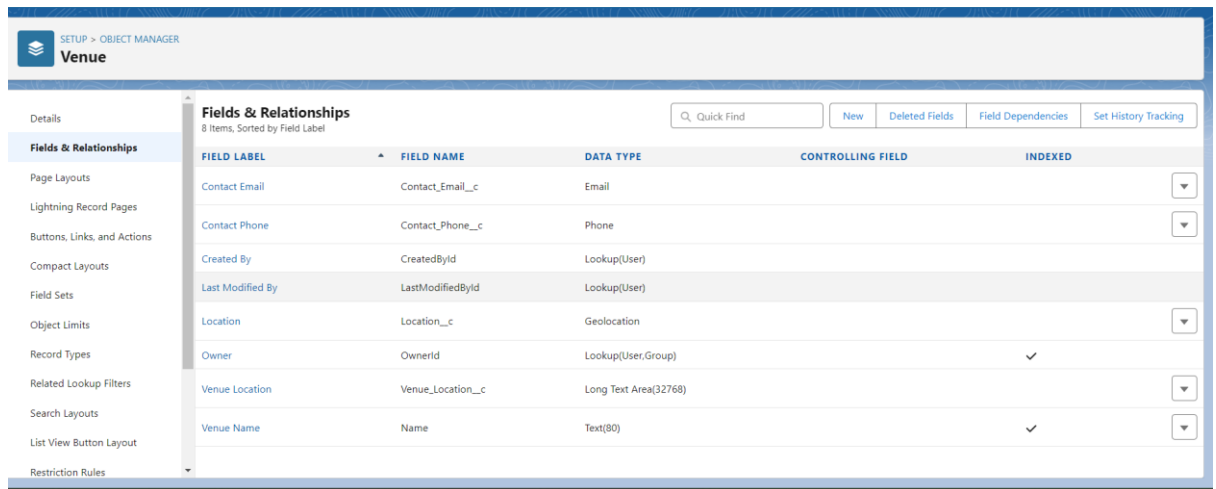 SETUP > OBJECT MANAGER
Venue
Details
Fields & Relationships
Page Layouts
Lightning Record Pages
Buttons, Links, and Actions
Compact Layouts
Field Sets
Object Limits
Record Types
Related Lookup Filters
Search Layouts
List View Button Layout
Restriction Rules
Fields & Relationships
8 Items, Sorted by Field Label
Quick Find
New Deleted Fields Field Dependencies Set History Tracking
FIELD LABEL FIELD NAME DATA TYPE CONTROLLING FIELD INDEXED
Contact Email Contact_Email__c Email
Contact Phone Contact_Phone__c Phone
Created By CreatedById Lookup(User)
Last Modified By LastModifiedById Lookup(User)
Location Location__c Geolocation
Owner OwnerId Lookup(User,Group)
Venue Location Venue_Location__c Long Text Area(32768)
Venue Name Name Text(80)